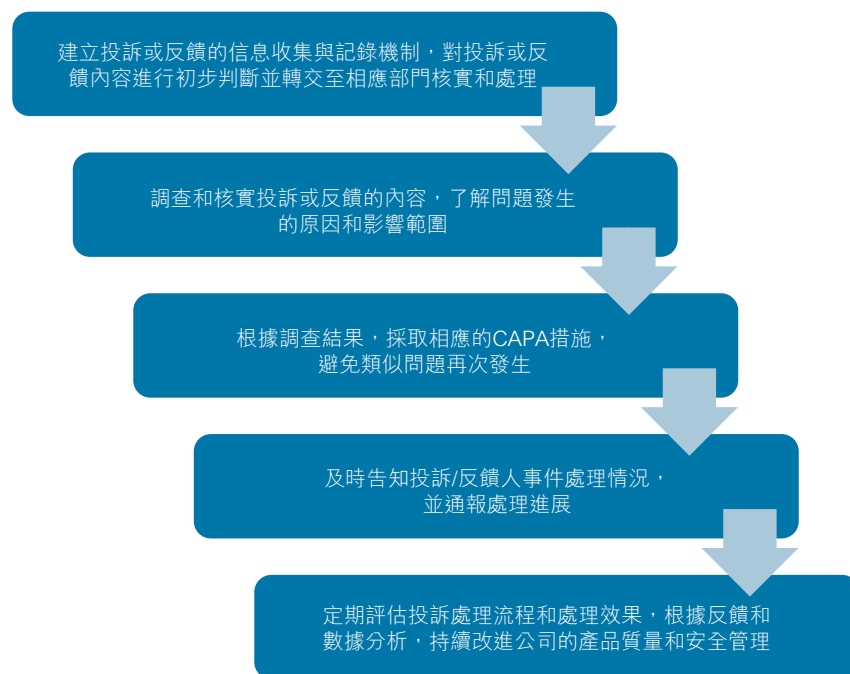 建立投訴或反饋的信息收集與記錄機制，對投訴或反
饋內容進行初步判斷並轉交至相應部門核實和處理
調查和核實投訴或反饋的內容，了解問題發生
的原因和影響範圍
根據調查結果，採取相應的CAPA措施，
避免類似問題再次發生
及時告知投訴/反饋人事件處理情況，
並通報處理進展
定期評估投訴處理流程和處理效果，根據反饋和
數據分析，持續改進公司的產品質量和安全管理